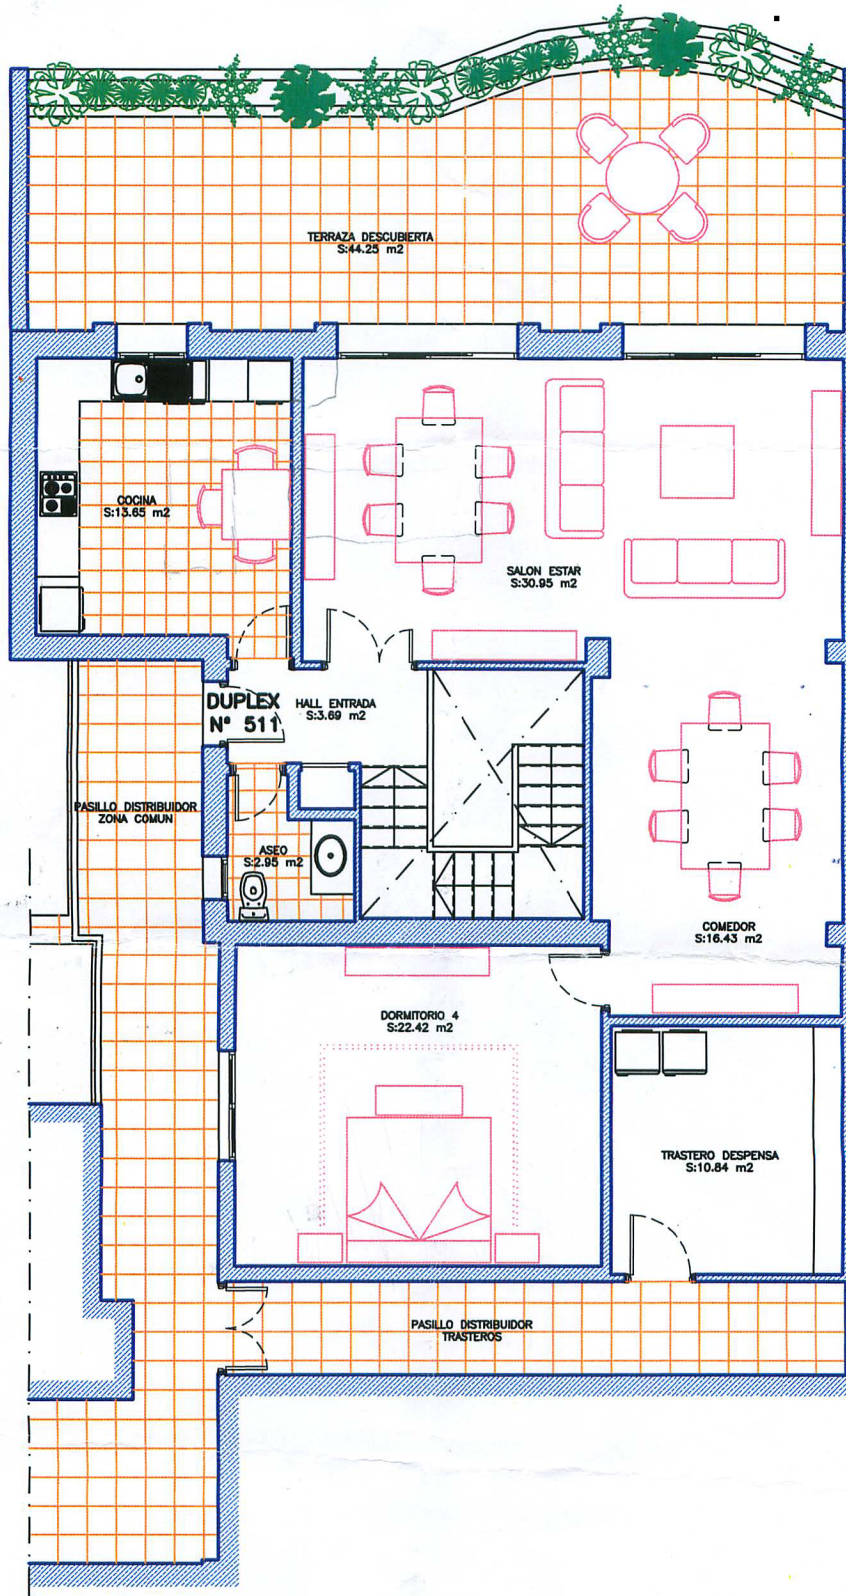 TERRAZA DESCUBIERTA
S:44.25 m2
COCINA
S:13.65 m2
SALON ESTAR
S:30.95 m2
DUPLEX
Nº 511
HALL ENTRADA
S:3.69 m2
PASILLO DISTRIBUIDOR
ZONA COMUN
ASEO
S:2.95 m2
COMEDOR
S:16.43 m2
DORMITORIO 4
S:22.42 m2
TRASTERO DESPENSA
S:10.84 m2
PASILLO DISTRIBUIDOR
TRASTEROS